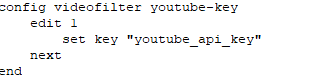 config videofilter youtube-key
    edit 1
        set key "youtube_api_key"
    next
end